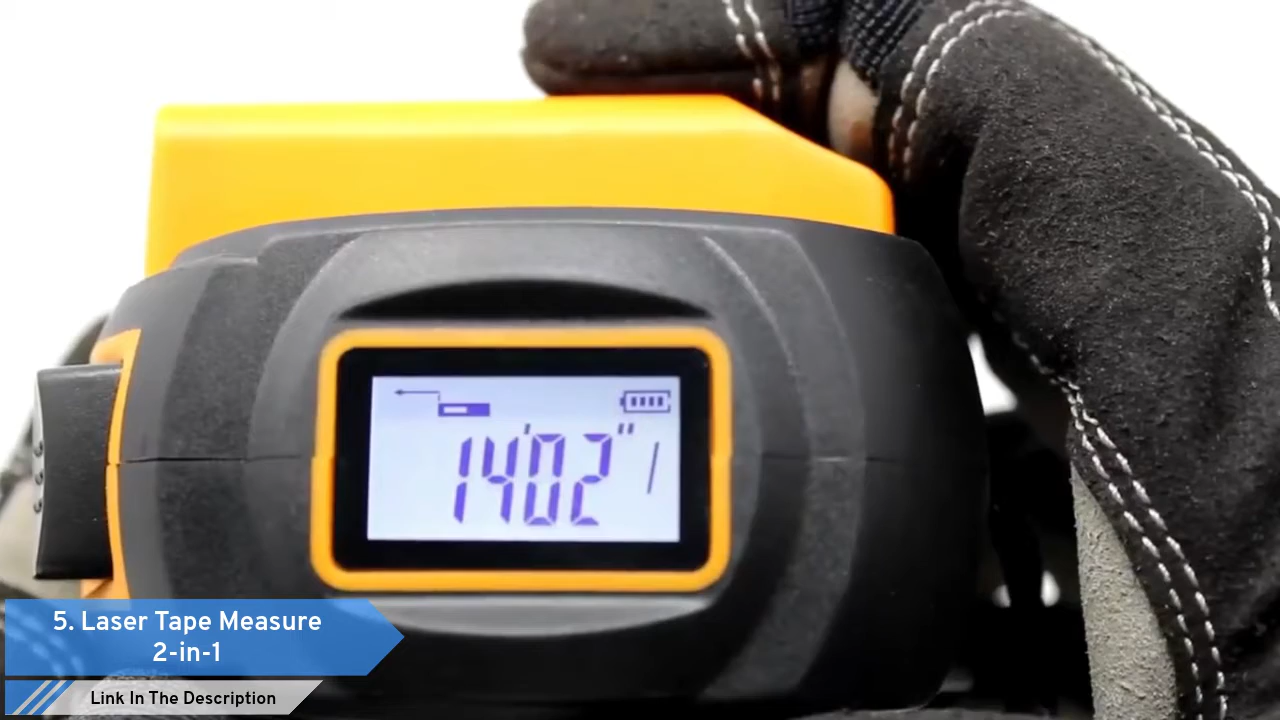 14'02" /
5. Laser Tape Measure
2-in-1
Link In The Description